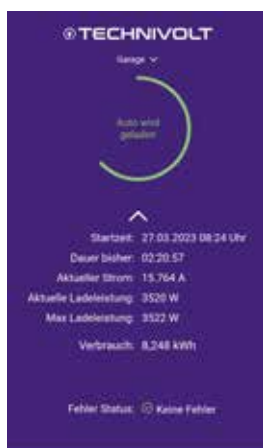 TECHNIVOLT
Garage
Auto wird
geladen
Startzeit: 27.03.2023 08:24 Uhr
Dauer bisher: 02:20:57
Aktueller Strom: 15.764 A
Aktuelle Ladeleistung: 3520 W
Max Ladeleistung: 3522 W
Verbrauch: 8,248 kWh
Fehler Status: Keine Fehler